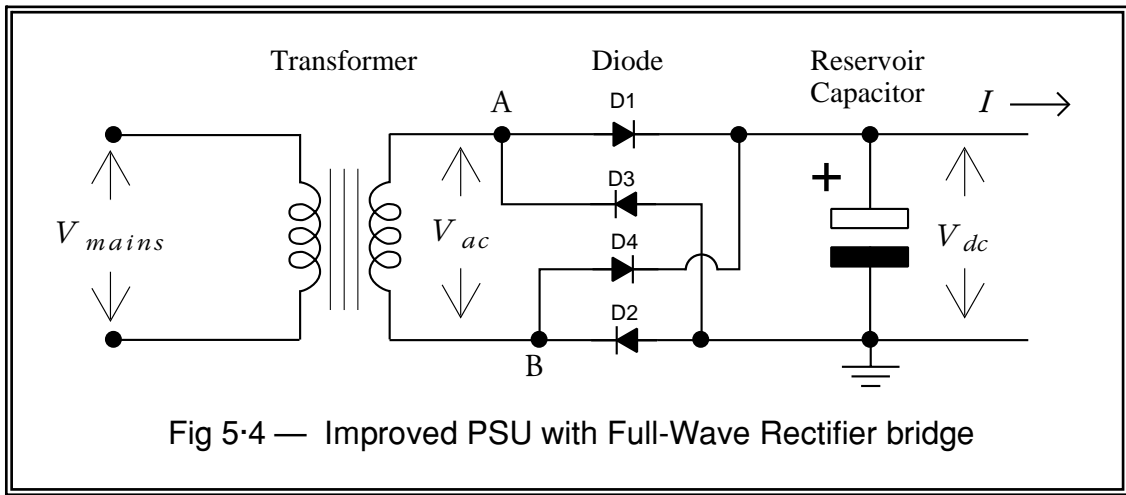 Transformer
Diode
Reservoir
Capacitor
A
D1
I
D3
+
V mains
V ac
D4
V dc
D2
B
Fig 5·4 — Improved PSU with Full-Wave Rectifier bridge